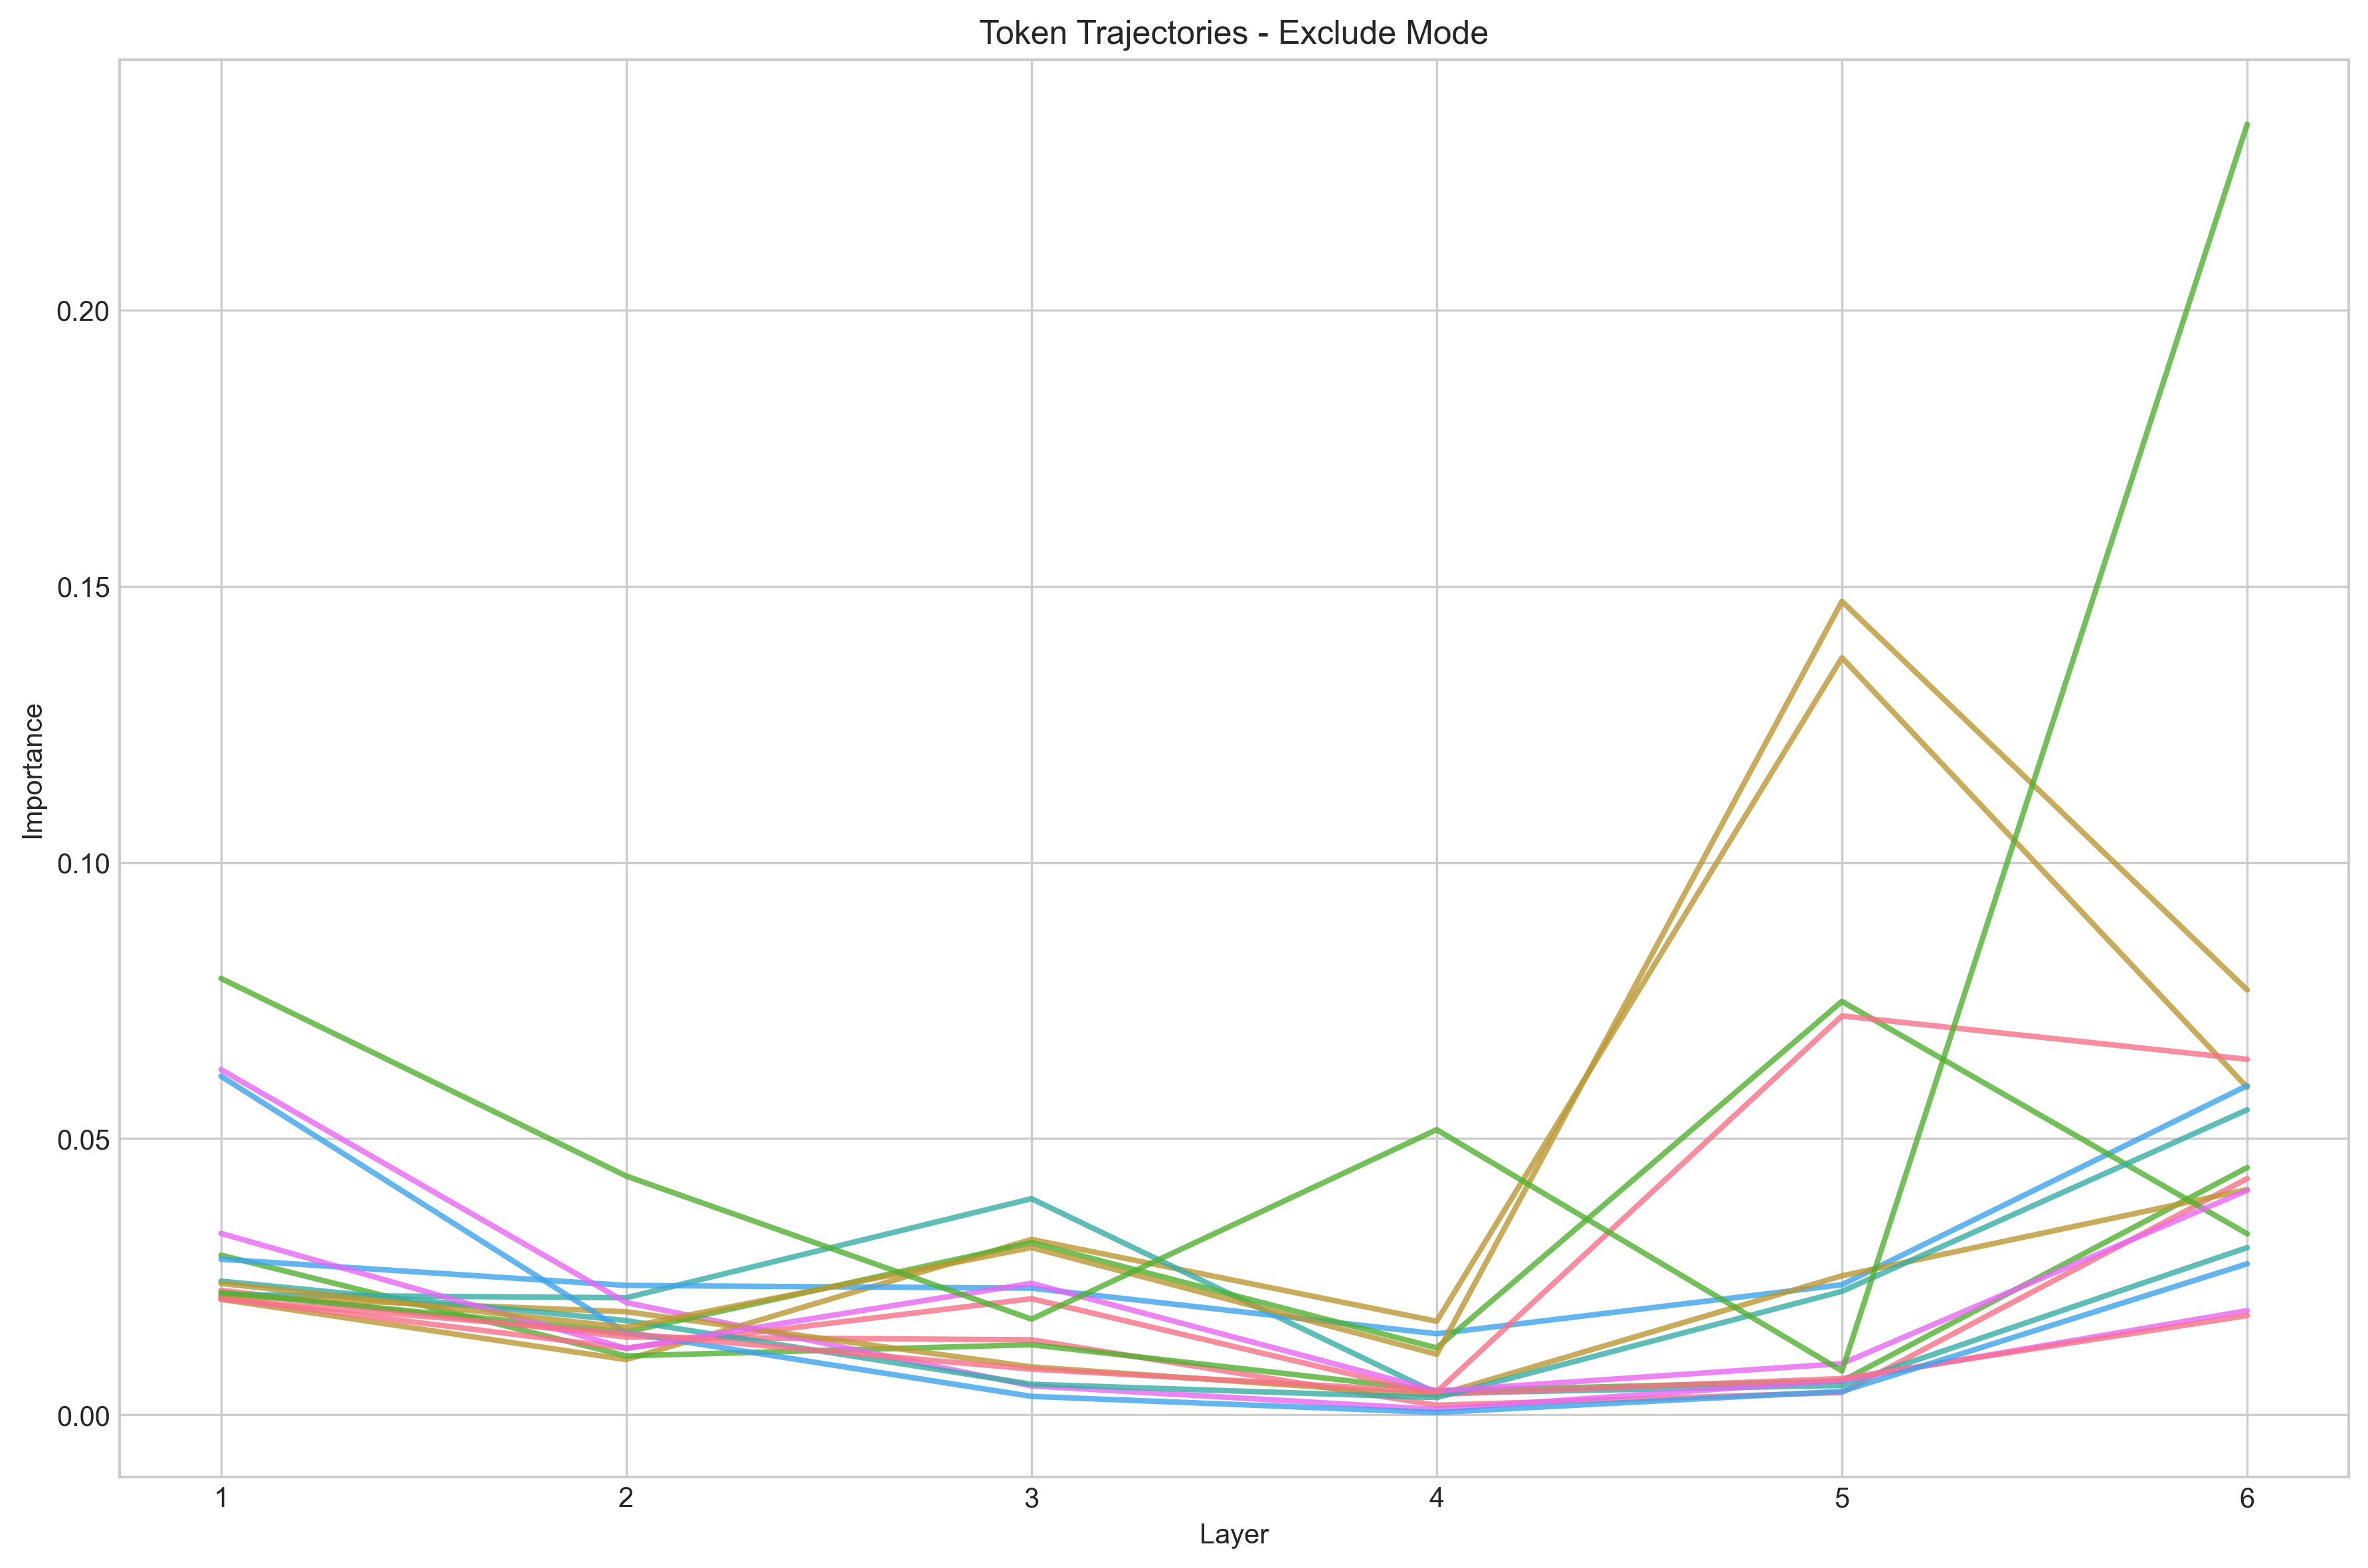 Token Trajectories - Exclude Mode
0.20
0.15
0.10
0.05
0.00
Importance
1 2 3 4 5 6
Layer